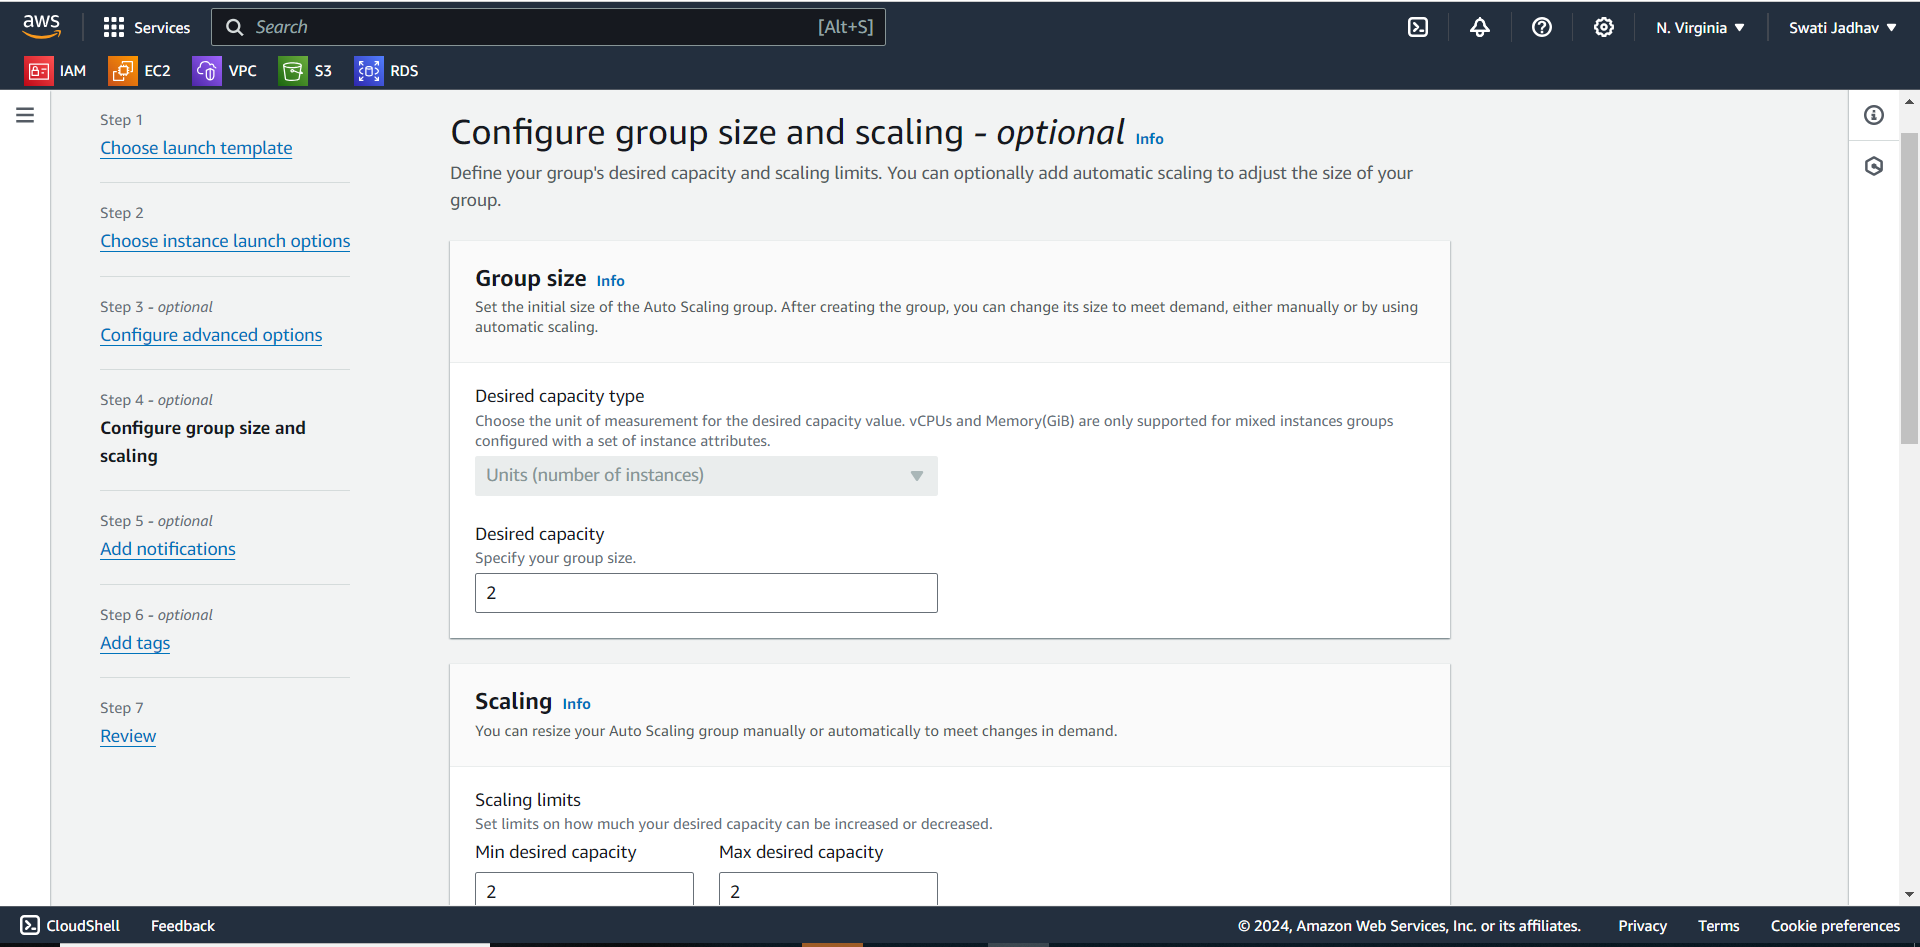 aws
Services
Search
[Alt+S]
N. Virginia
Swati Jadhav
IAM
EC2
VPC
S3
RDS
Step 1
Choose launch template
Step 2
Choose instance launch options
Step 3 - optional
Configure advanced options
Step 4 - optional
Configure group size and
scaling
Step 5 - optional
Add notifications
Step 6 - optional
Add tags
Step 7
Review
Configure group size and scaling - optional Info
Define your group's desired capacity and scaling limits. You can optionally add automatic scaling to adjust the size of your
group.
Group size Info
Set the initial size of the Auto Scaling group. After creating the group, you can change its size to meet demand, either manually or by using
automatic scaling.
Desired capacity type
Choose the unit of measurement for the desired capacity value. vCPUs and Memory(GiB) are only supported for mixed instances groups
configured with a set of instance attributes.
Units (number of instances)
Desired capacity
Specify your group size.
2
Scaling Info
You can resize your Auto Scaling group manually or automatically to meet changes in demand.
Scaling limits
Set limits on how much your desired capacity can be increased or decreased.
Min desired capacity
Max desired capacity
2
2
CloudShell
Feedback
© 2024, Amazon Web Services, Inc. or its affiliates.
Privacy
Terms
Cookie preferences